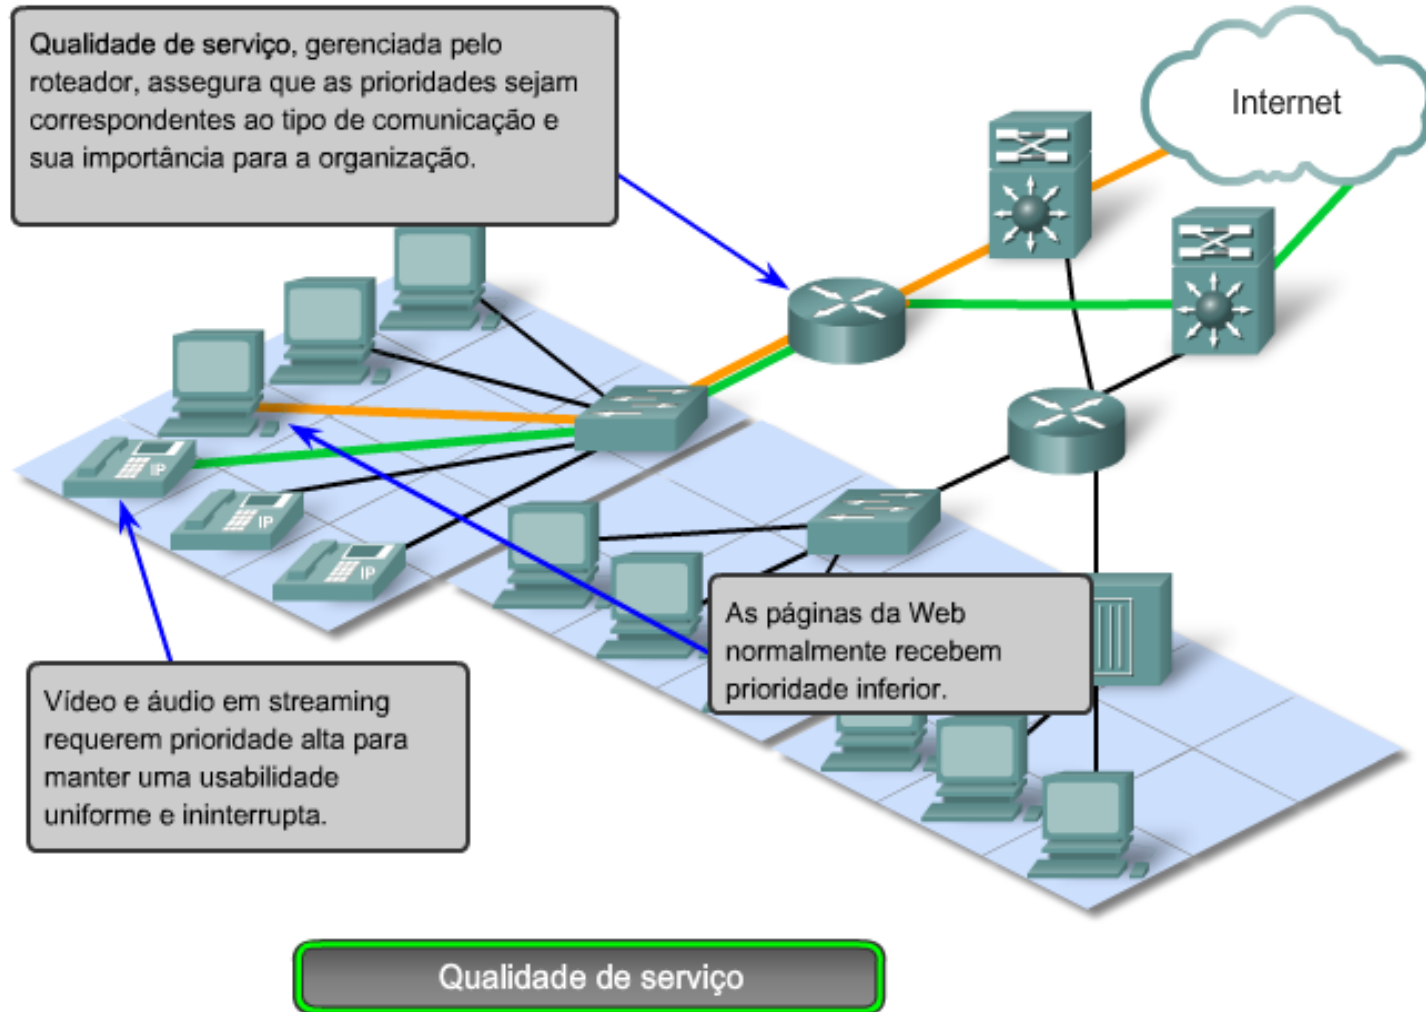 Qualidade de serviço, gerenciada pelo
roteador, assegura que as prioridades sejam
correspondentes ao tipo de comunicação e
sua importância para a organização.
Internet
IP
IP
IP
As páginas da Web
normalmente recebem
prioridade inferior.
Vídeo e áudio em streaming
requerem prioridade alta para
manter uma usabilidade
uniforme e ininterrupta.
Qualidade de serviço